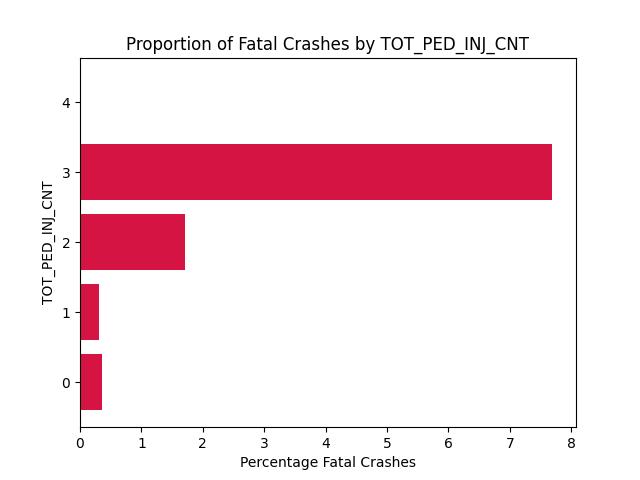 Proportion of Fatal Crashes by TOT_PED_INJ_CNT
TOT_PED_INJ_CNT
4
3
2
1
0
0 1 2 3 4 5 6 7 8
Percentage Fatal Crashes